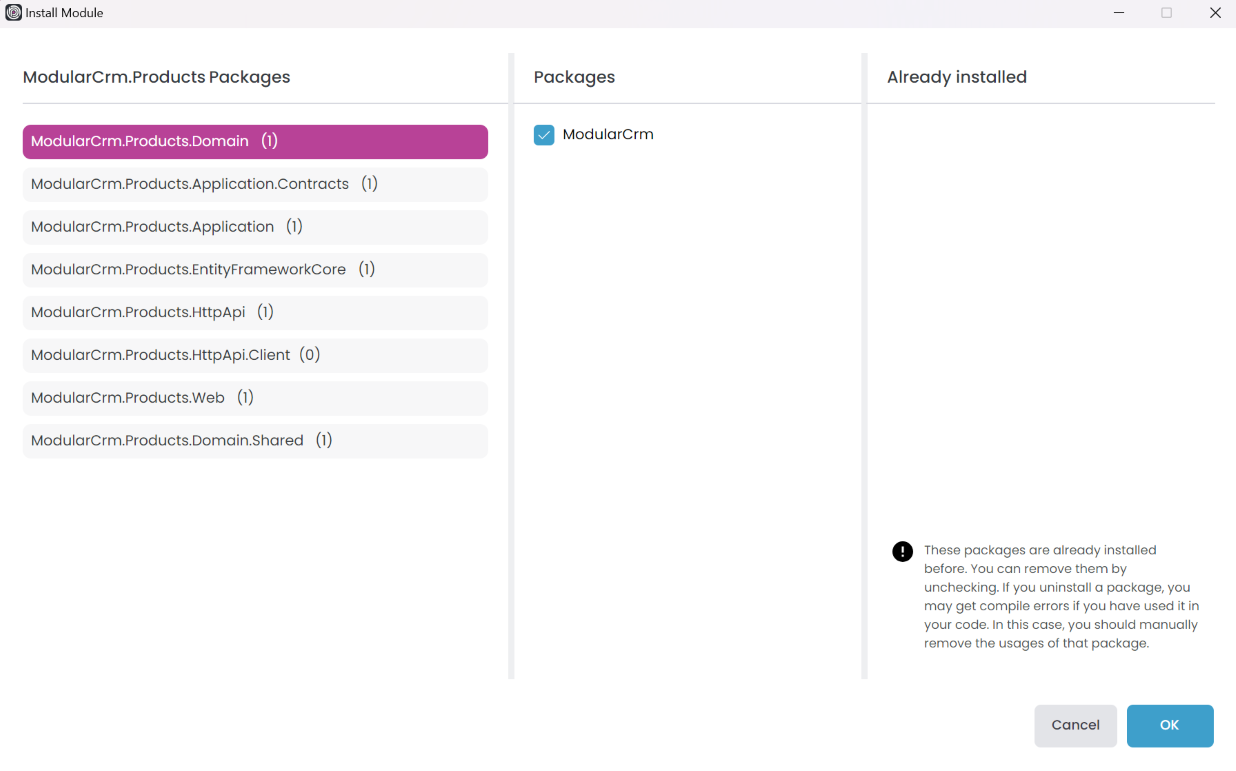 Install Module
ModularCrm.Products Packages
ModularCrm.Products.Domain (1)
ModularCrm.Products.Application.Contracts (1)
ModularCrm.Products.Application (1)
ModularCrm.Products.EntityFrameworkCore (1)
ModularCrm.Products.HttpApi (1)
ModularCrm.Products.HttpApi.Client (0)
ModularCrm.Products.Web (1)
ModularCrm.Products.Domain.Shared (1)
Packages
ModularCrm
Already installed
These packages are already installed
before. You can remove them by
unchecking. If you uninstall a package, you
may get compile errors if you have used it in
your code. In this case, you should manually
remove the usages of that package.
Cancel
OK